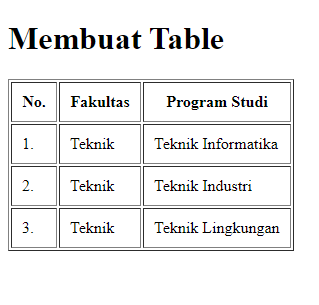 Membuat Table
No. Fakultas Program Studi
1. Teknik Teknik Informatika
2. Teknik Teknik Industri
3. Teknik Teknik Lingkungan